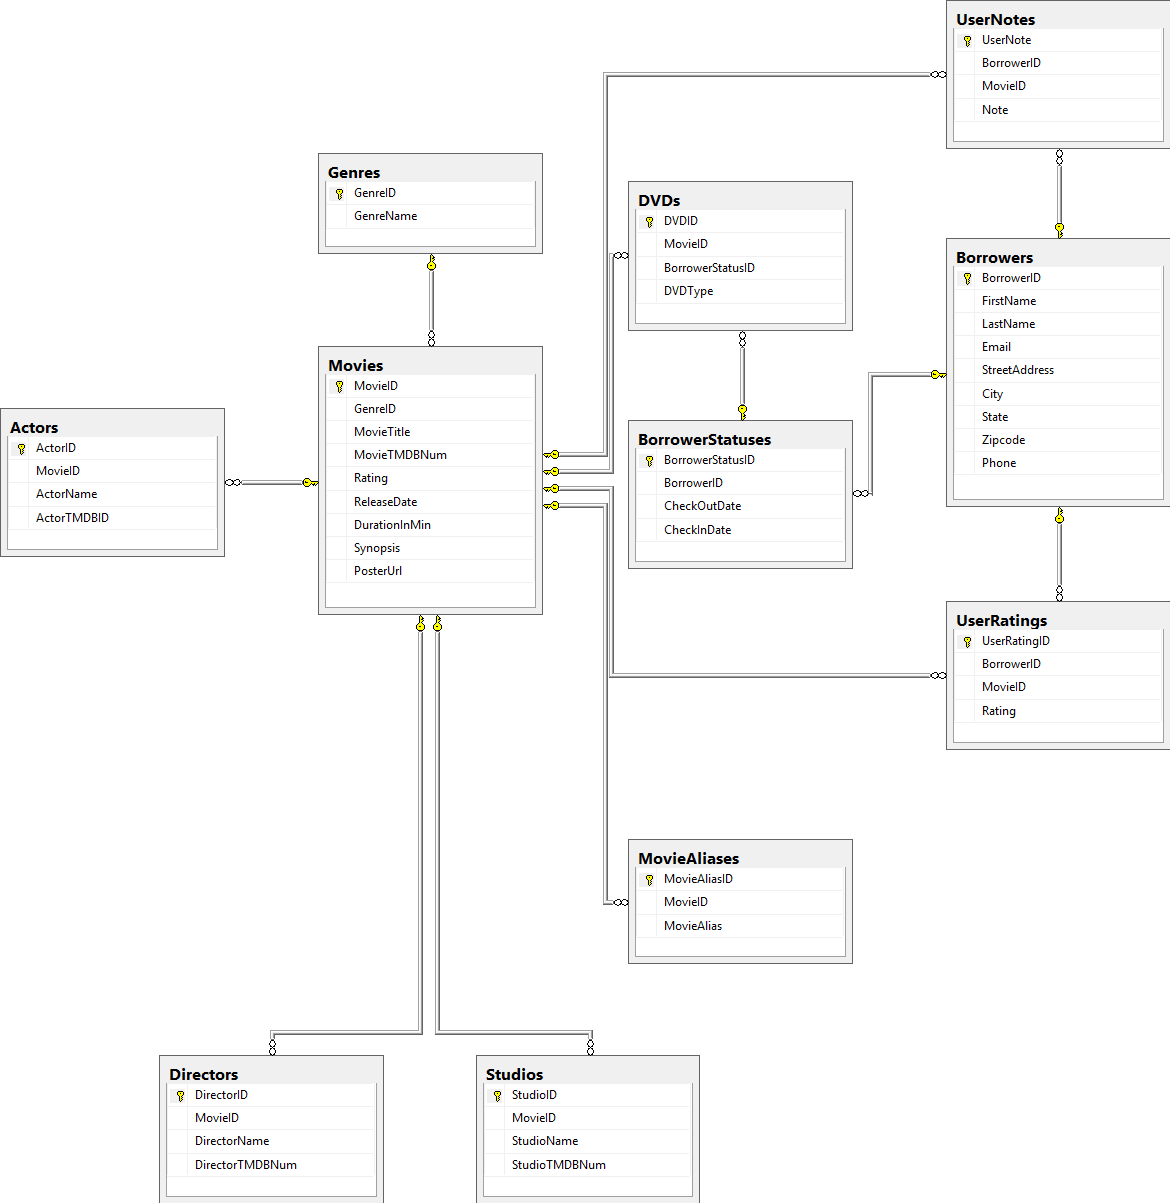 UserNotes
UserNote
BorrowerID
MovieID
Note
Genres
GenreID
GenreName
DVDs
DVDID
MovieID
BorrowerStatusID
DVDType
Borrowers
BorrowerID
FirstName
LastName
Email
StreetAddress
City
State
Zipcode
Phone
Movies
MovieID
GenreID
MovieTitle
MovieTMDBNum
Rating
ReleaseDate
DurationInMin
Synopsis
PosterUrl
Actors
ActorID
MovieID
ActorName
ActorTMDBID
BorrowerStatuses
BorrowerStatusID
BorrowerID
CheckOutDate
CheckInDate
UserRatings
UserRatingID
BorrowerID
MovieID
Rating
MovieAliases
MovieAliasID
MovieID
MovieAlias
Directors
DirectorID
MovieID
DirectorName
DirectorTMDBNum
Studios
StudioID
MovieID
StudioName
StudioTMDBNum